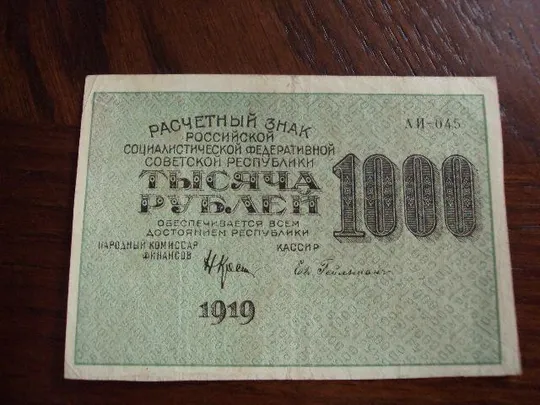 РАСЧЕТНЫЙ ЗНАК
РОССИЙСКОЙ
СОЦИАЛИСТИЧЕСКОЙ ФЕДЕРАТИВНОЙ
СОВЕТСКОЙ РЕСПУБЛИКИ
ТЫСЯЧА
РУБЛЕЙ
ОБЕСПЕЧИВАЕТСЯ ВСЕМ
ДОСТОЯНИЕМ РЕСПУБЛИКИ
НАРОДНЫЙ КОМИССАР
ФИНАНСОВ
КАССИР
1919
АИ-045
1000